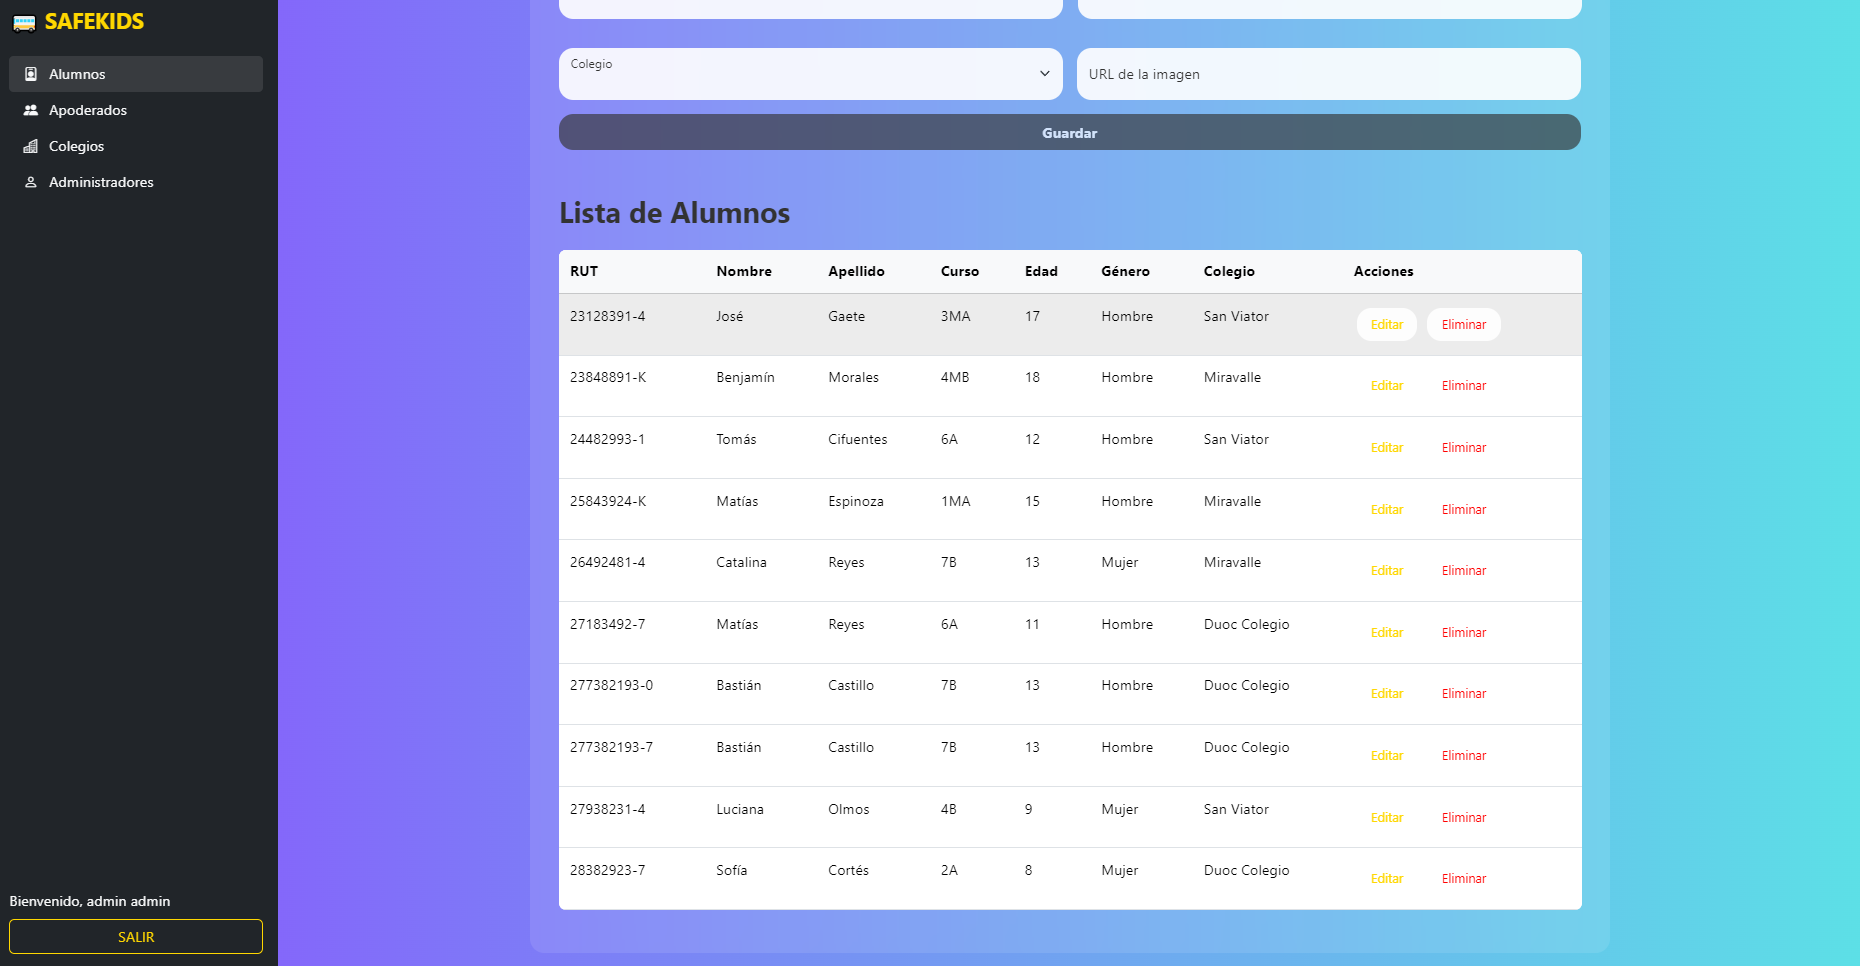 SAFEKIDS
Alumnos
Apoderados
Colegios
Administradores
Bienvenido, admin admin
SALIR
Colegio
URL de la imagen
Guardar
Lista de Alumnos
RUT Nombre Apellido Curso Edad Género Colegio Acciones
23128391-4 José Gaete 3MA 17 Hombre San Viator Editar Eliminar
23848891-K Benjamín Morales 4MB 18 Hombre Miravalle Editar Eliminar
24482993-1 Tomás Cifuentes 6A 12 Hombre San Viator Editar Eliminar
25843924-K Matías Espinoza 1MA 15 Hombre Miravalle Editar Eliminar
26492481-4 Catalina Reyes 7B 13 Mujer Miravalle Editar Eliminar
27183492-7 Matías Reyes 6A 11 Hombre Duoc Colegio Editar Eliminar
277382193-0 Bastián Castillo 7B 13 Hombre Duoc Colegio Editar Eliminar
277382193-7 Bastián Castillo 7B 13 Hombre Duoc Colegio Editar Eliminar
27938231-4 Luciana Olmos 4B 9 Mujer San Viator Editar Eliminar
28382923-7 Sofía Cortés 2A 8 Mujer Duoc Colegio Editar Eliminar